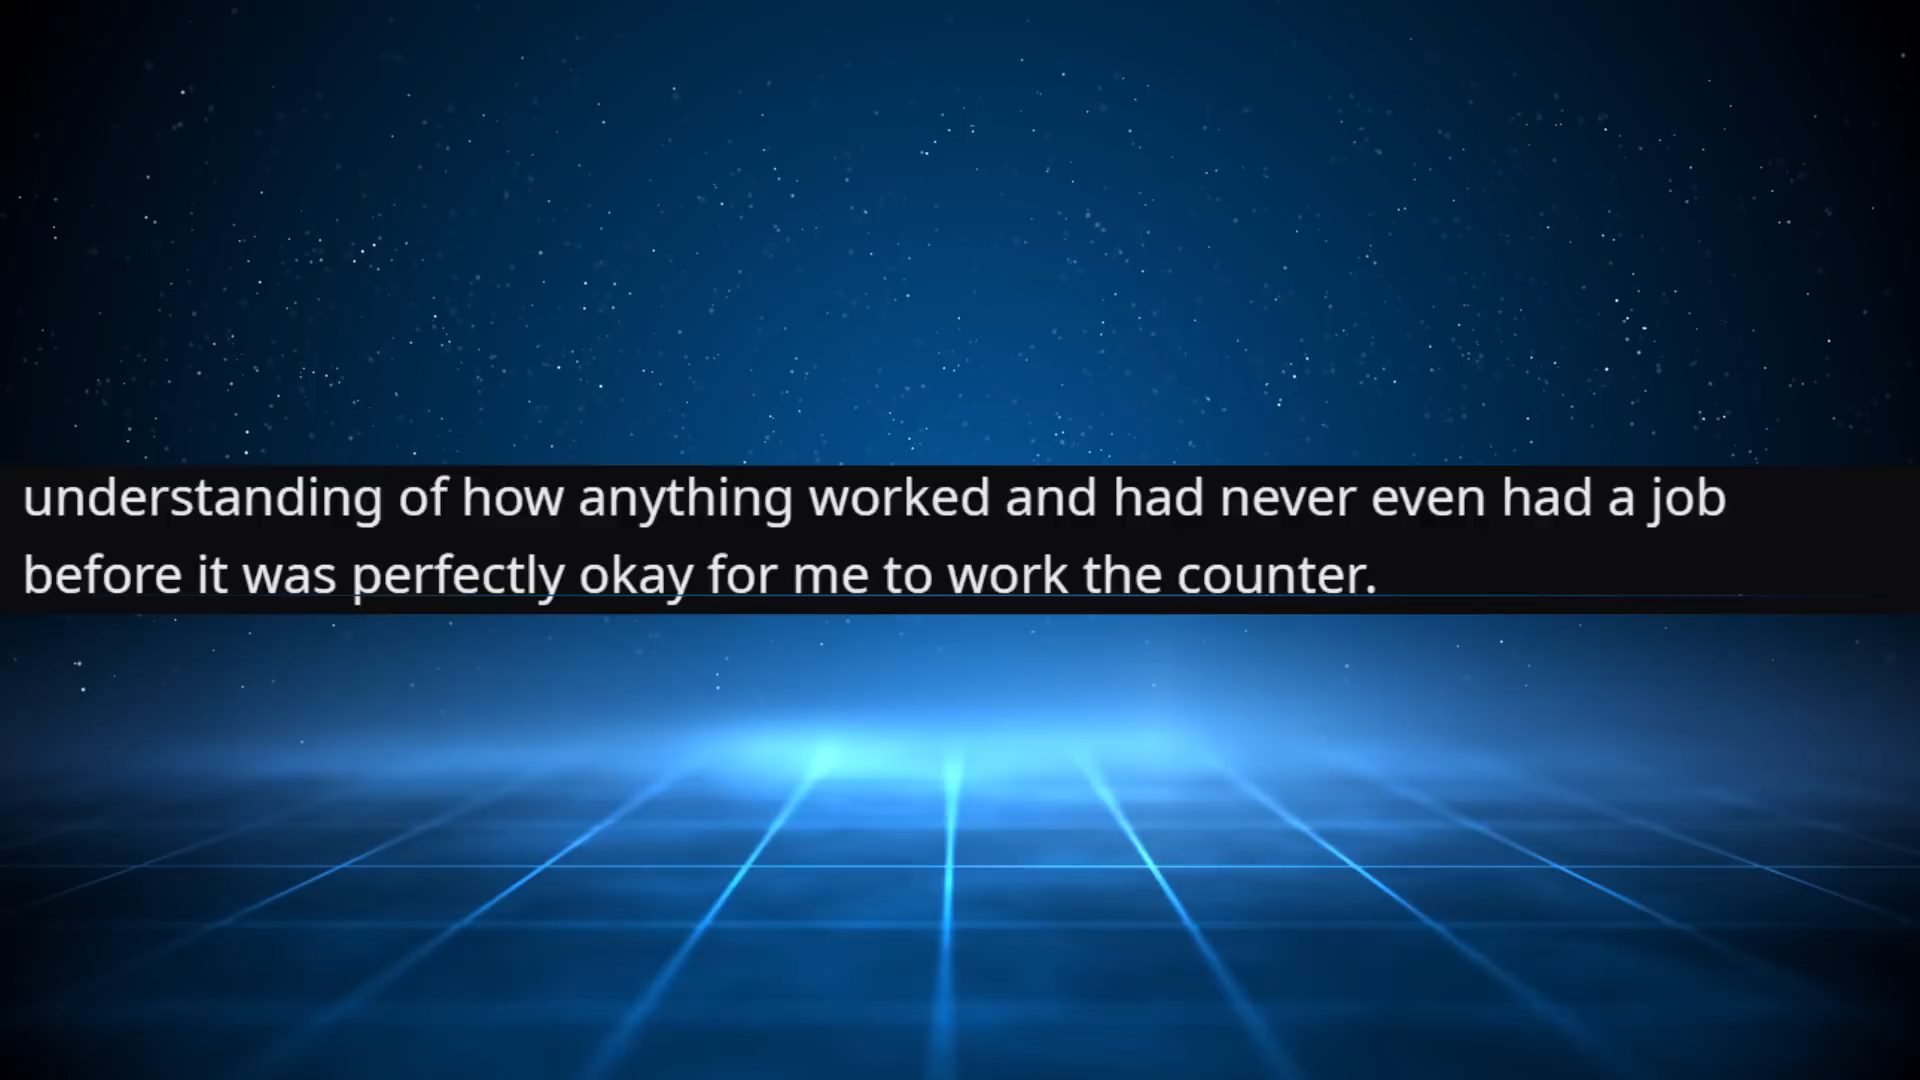 understanding of how anything worked and had never even had a job
before it was perfectly okay for me to work the counter.